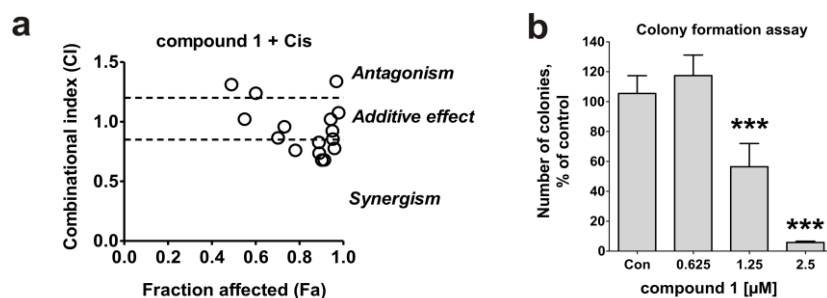 a
compound 1 + Cis
Combinational index (CI)
1.5
1.0
0.5
0.0
Antagonism
Additive effect
Synergism
0.0 0.2 0.4 0.6 0.8 1.0
Fraction affected (Fa)
b
Colony formation assay
Number of colonies,
% of control
140
120
100
80
60
40
20
0
***
***
Con 0.625 1.25 2.5
compound 1 [µM]